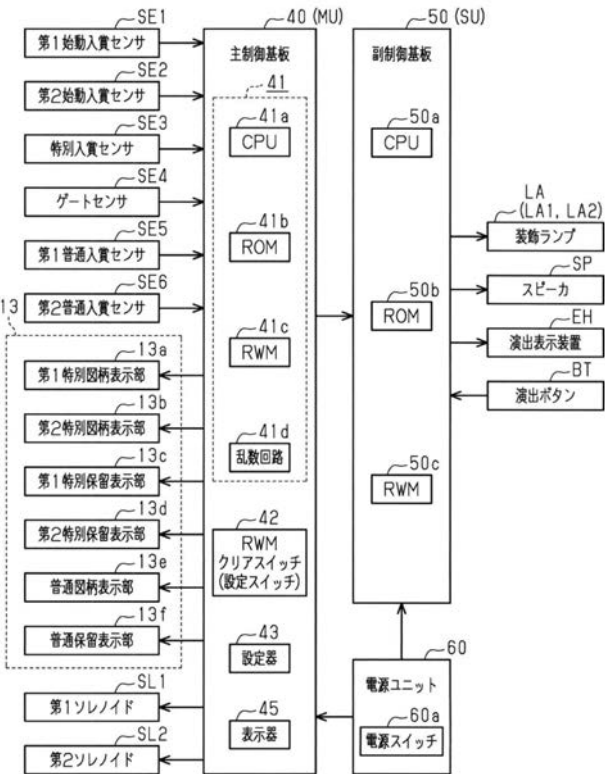 SE1
第1始動入賞センサ
SE2
第2始動入賞センサ
SE3
特別入賞センサ
SE4
ゲートセンサ
SE5
第1普通入賞センサ
SE6
第2普通入賞センサ
13
13a
第1特別図柄表示部
13b
第2特別図柄表示部
13c
第1特別保留表示部
13d
第2特別保留表示部
13e
普通図柄表示部
13f
普通保留表示部
SL1
第1ソレノイド
SL2
第2ソレノイド
40(MU)
主制御基板
41
41a
CPU
41b
ROM
41c
RWM
41d
乱数回路
42
RWM
クリアスイッチ
(設定スイッチ)
43
設定器
45
表示器
50(SU)
副制御基板
50a
CPU
50b
ROM
50c
RWM
60
電源ユニット
60a
電源スイッチ
LA
(LA1, LA2)
装飾ランプ
SP
スピーカ
EH
演出表示装置
BT
演出ボタン